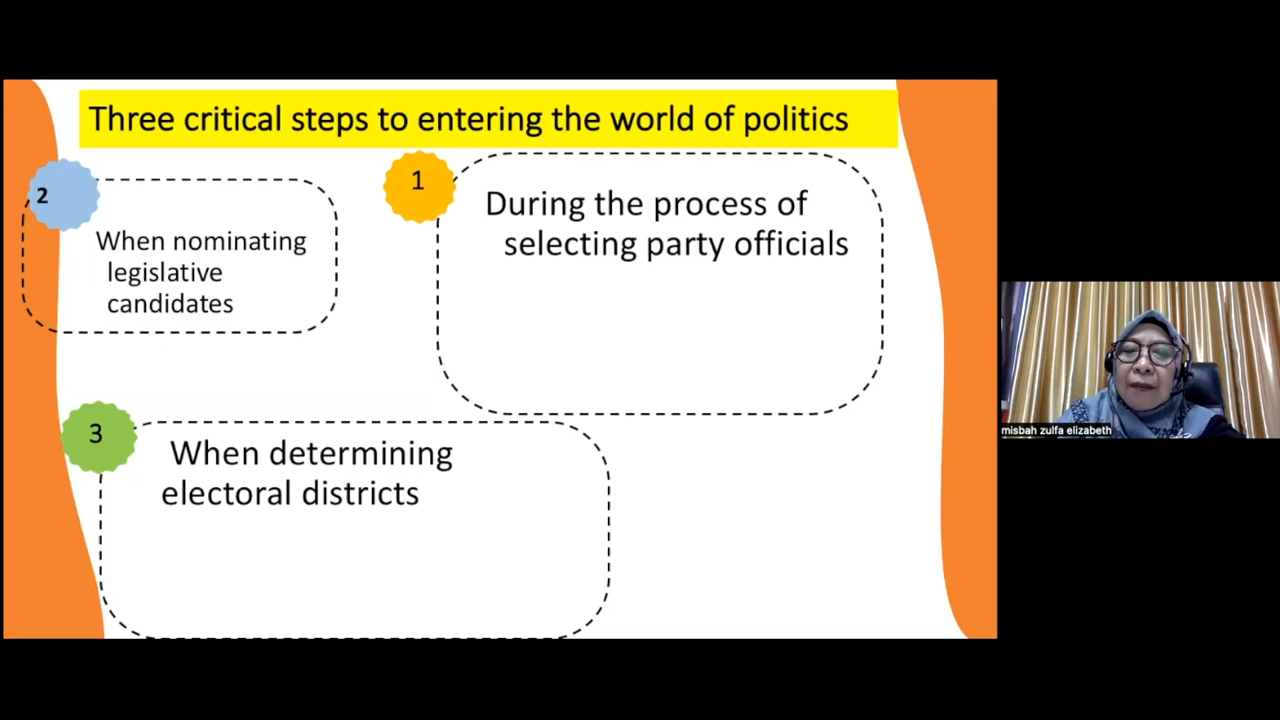 Three critical steps to entering the world of politics
1
During the process of
selecting party officials
2
When nominating
legislative
candidates
3
When determining
electoral districts
misbah zulfa elizabeth